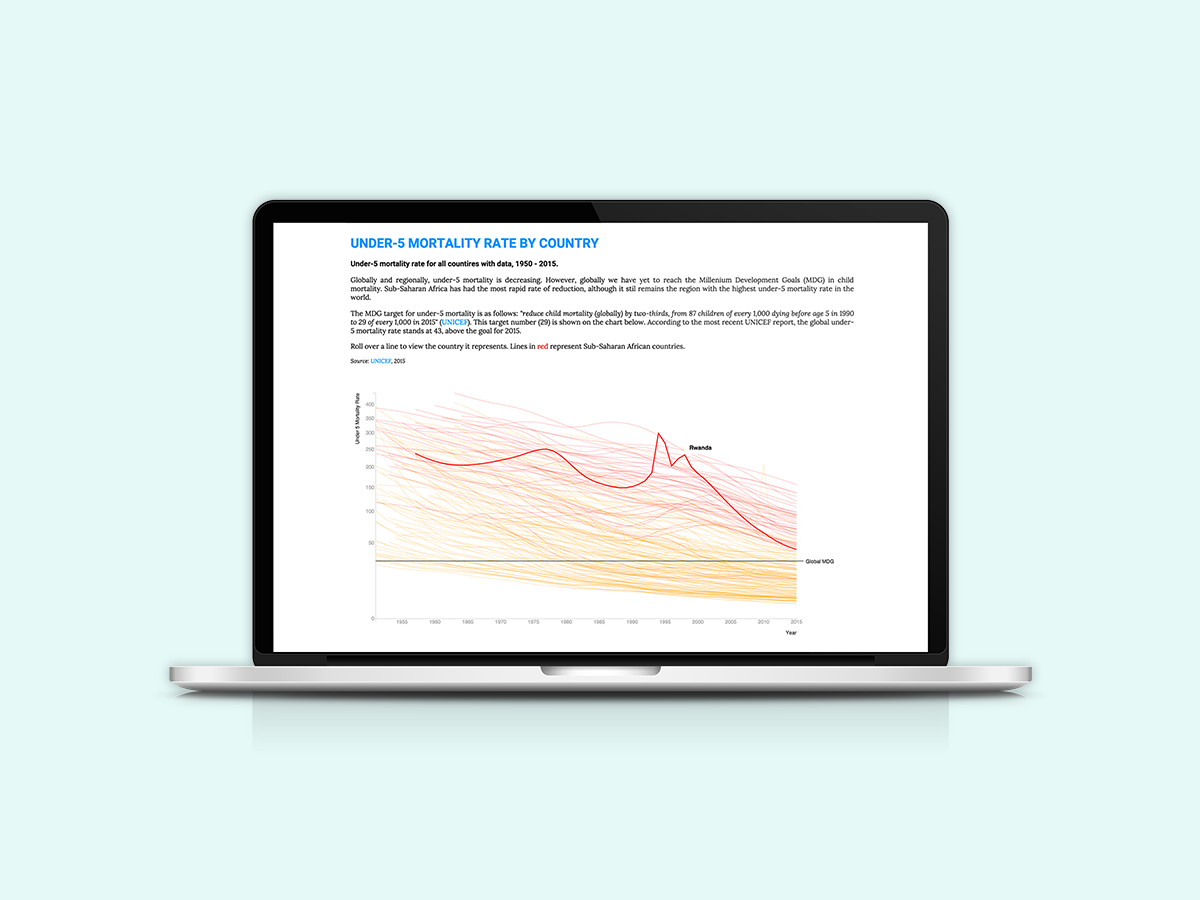 UNDER-5 MORTALITY RATE BY COUNTRY
Under-5 mortality rate for all countires with data, 1950 - 2015.
Globally and regionally, under-5 mortality is decreasing. However, globally we have yet to reach the Millenium Development Goals (MDG) in child
mortality. Sub-Saharan Africa has had the most rapid rate of reduction, although it stil remains the region with the highest under-5 mortality rate in the
world.
The MDG target for under-5 mortality is as follows: "reduce child mortality (globally) by two-thirds, from 87 children of every 1,000 dying before age 5 in 1990
to 29 of every 1,000 in 2015" (UNICEF). This target number (29) is shown on the chart below. According to the most recent UNICEF report, the global under-
5 mortality rate stands at 43, above the goal for 2015.
Roll over a line to view the country it represents. Lines in red represent Sub-Saharan African countries.
Source: UNICEF, 2015
Under 5 Mortality Rate
400
350
300
250
200
150
100
50
0
Rwanda
Global MDG
1955 1960 1965 1970 1975 1980 1985 1990 1995 2000 2005 2010 2015
Year